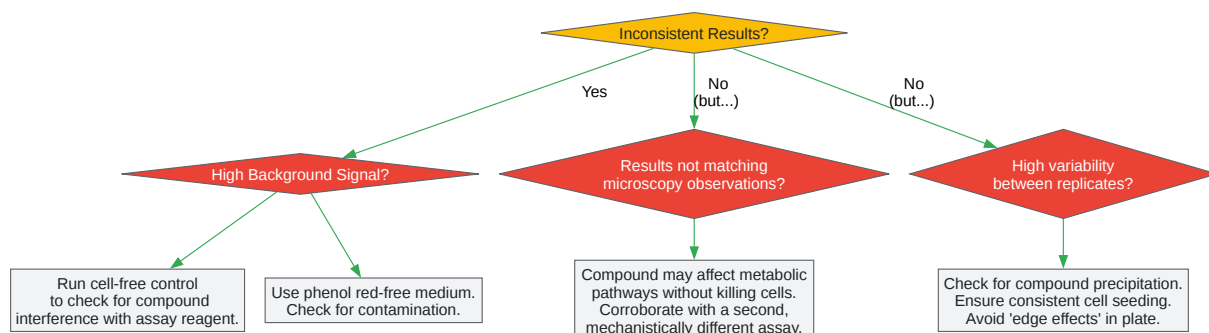 Inconsistent Results?
Yes
No
(but...)
No
(but...)
High Background Signal?
Results not matching
microscopy observations?
High variability
between replicates?
Run cell-free control
to check for compound
interference with assay reagent.
Use phenol red-free medium.
Check for contamination.
Compound may affect metabolic
pathways without killing cells.
Corroborate with a second,
mechanistically different assay.
Check for compound precipitation.
Ensure consistent cell seeding.
Avoid 'edge effects' in plate.